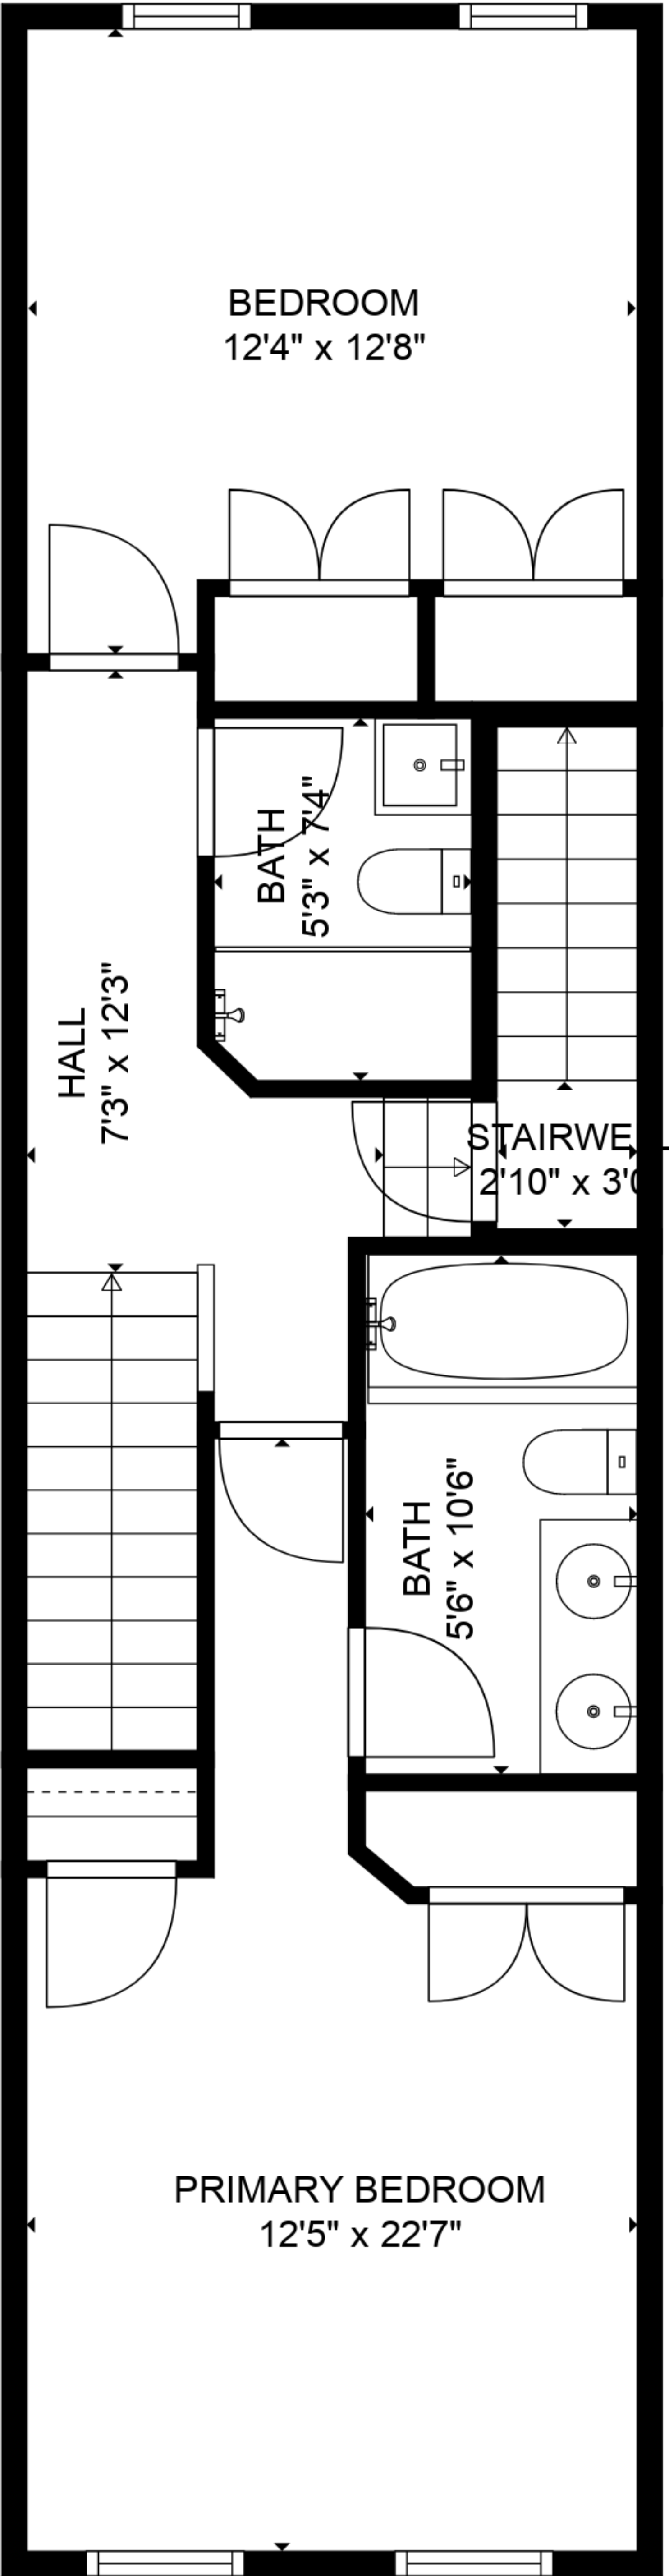 BEDROOM
12'4" x 12'8"
BATH
5'3" x 7'4"
HALL
7'3" x 12'3"
STAIRWE
2'10" x 3'0
BATH
5'6" x 10'6"
PRIMARY BEDROOM
12'5" x 22'7"